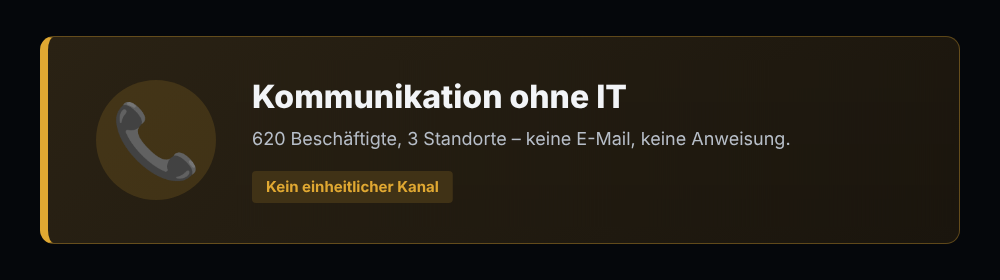 Kommunikation ohne IT
620 Beschäftigte, 3 Standorte – keine E-Mail, keine Anweisung.
Kein einheitlicher Kanal